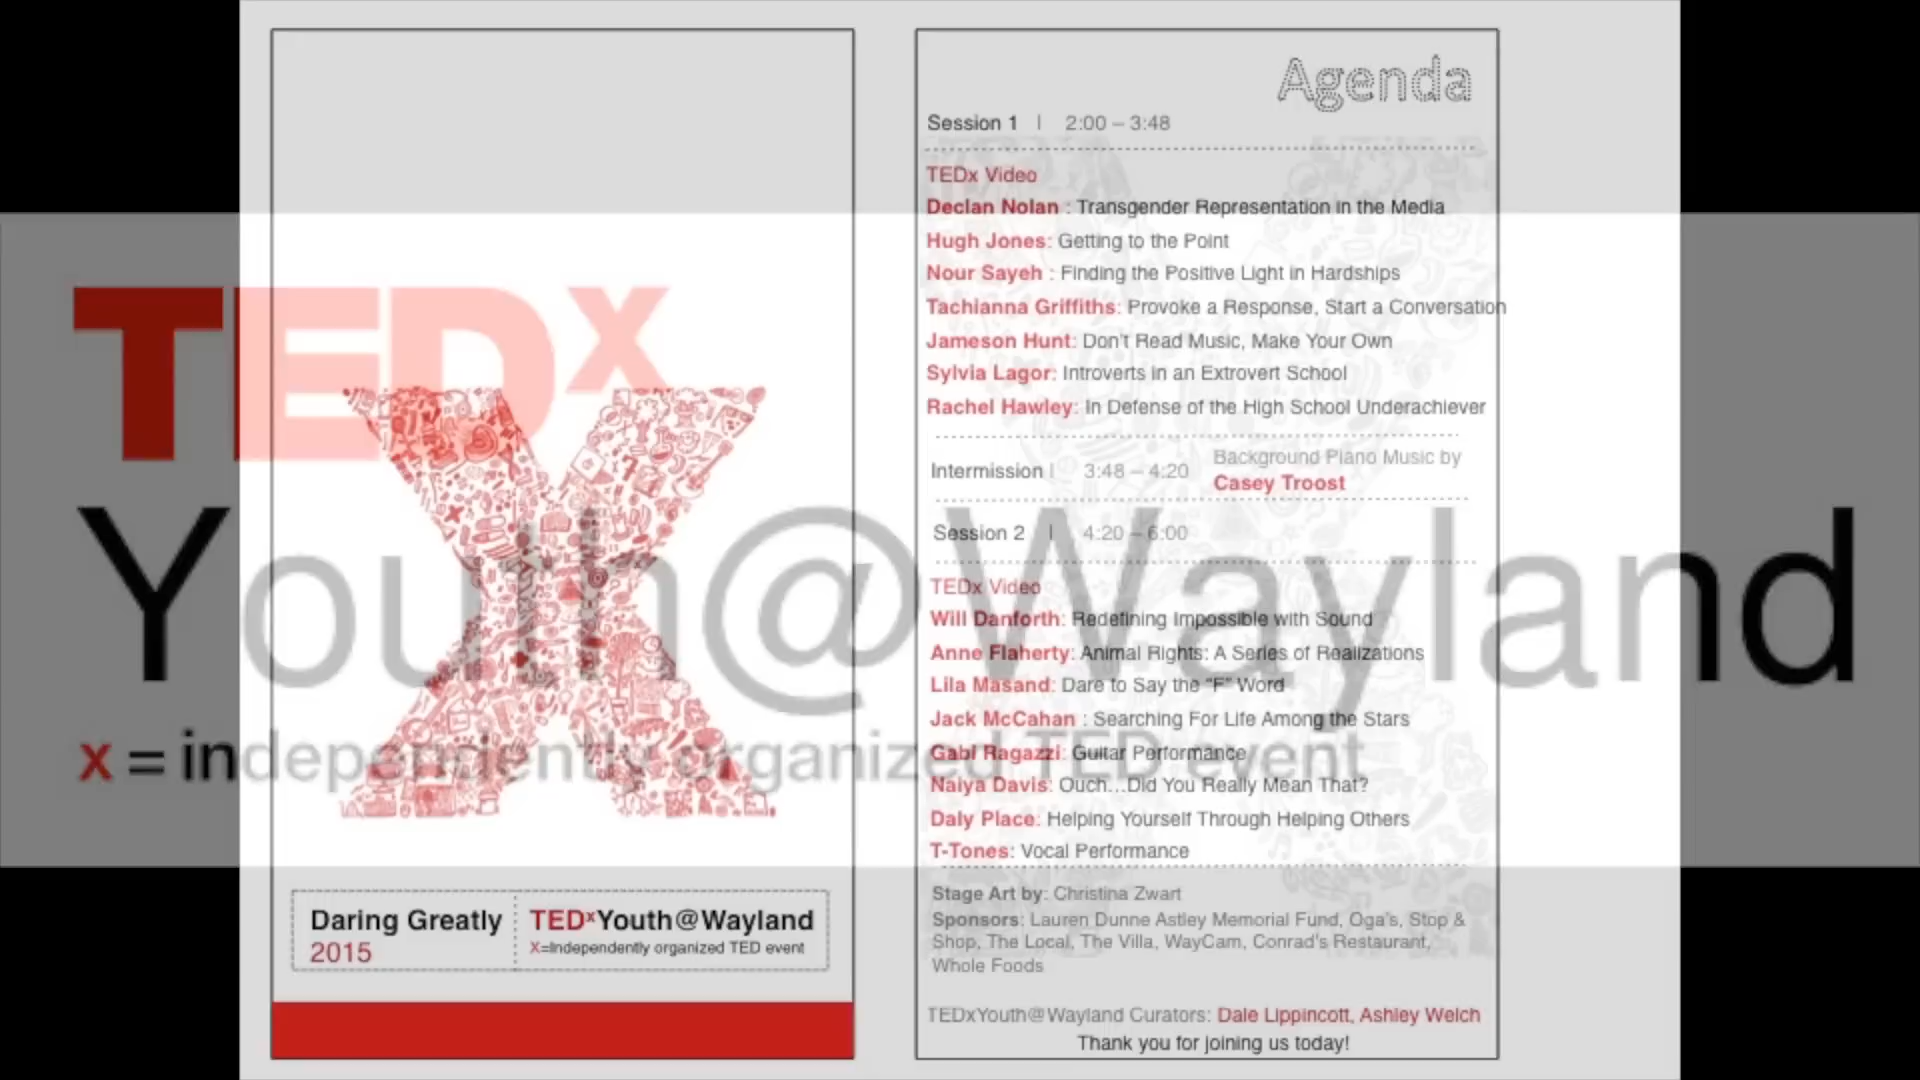 TEDx
Youth@Wayland
x = independently organized TED event
Daring Greatly
2015
TEDxYouth@Wayland
X=Independently organized TED event
Agenda
Session 1 | 2:00 – 3:48
TEDx Video
Declan Nolan : Transgender Representation in the Media
Hugh Jones: Getting to the Point
Nour Sayeh : Finding the Positive Light in Hardships
Tachianna Griffiths: Provoke a Response, Start a Conversation
Jameson Hunt: Don't Read Music, Make Your Own
Sylvia Lagor: Introverts in an Extrovert School
Rachel Hawley: In Defense of the High School Underachiever
Intermission | 3:48 – 4:20 Background Piano Music by
Casey Troost
Session 2 | 4:20 – 6:00
TEDx Video
Will Danforth: Redefining Impossible with Sound
Anne Flaherty: Animal Rights: A Series of Realizations
Lila Masand: Dare to Say the “F” Word
Jack McCahan : Searching For Life Among the Stars
Gabi Ragazzi: Guitar Performance
Naiya Davis: Ouch...Did You Really Mean That?
Daly Place: Helping Yourself Through Helping Others
T-Tones: Vocal Performance
Stage Art by: Christina Zwart
Sponsors: Lauren Dunne Astley Memorial Fund, Oga's, Stop &
Shop, The Local, The Villa, WayCam, Conrad's Restaurant,
Whole Foods
TEDxYouth@Wayland Curators: Dale Lippincott, Ashley Welch
Thank you for joining us today!